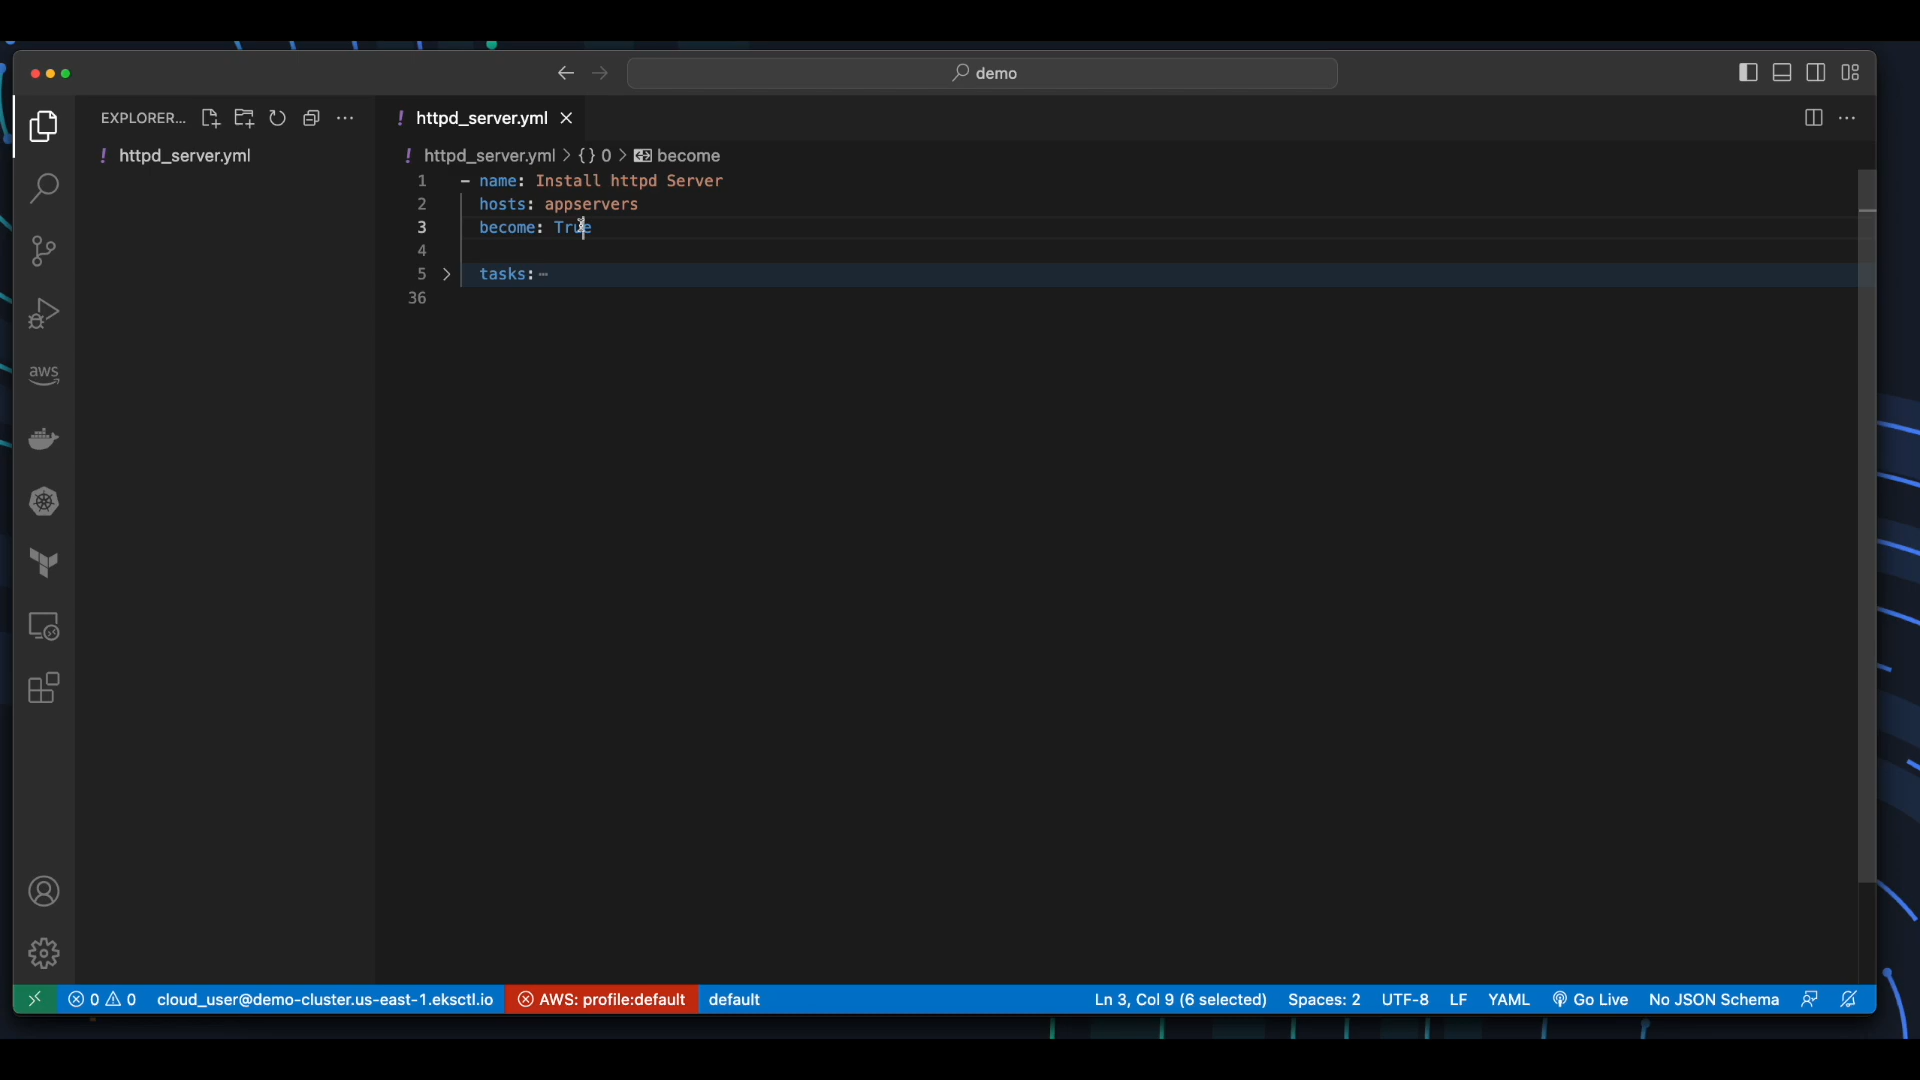 demo
EXPLORER...
! httpd_server.yml
! httpd_server.yml
! httpd_server.yml > {} 0 > become
1 - name: Install httpd Server
2 hosts: appservers
3 become: True
4
5 > tasks:⋯
36
aws
0 0 cloud_user@demo-cluster.us-east-1.eksctl.io AWS: profile:default default Ln 3, Col 9 (6 selected) Spaces: 2 UTF-8 LF YAML Go Live No JSON Schema